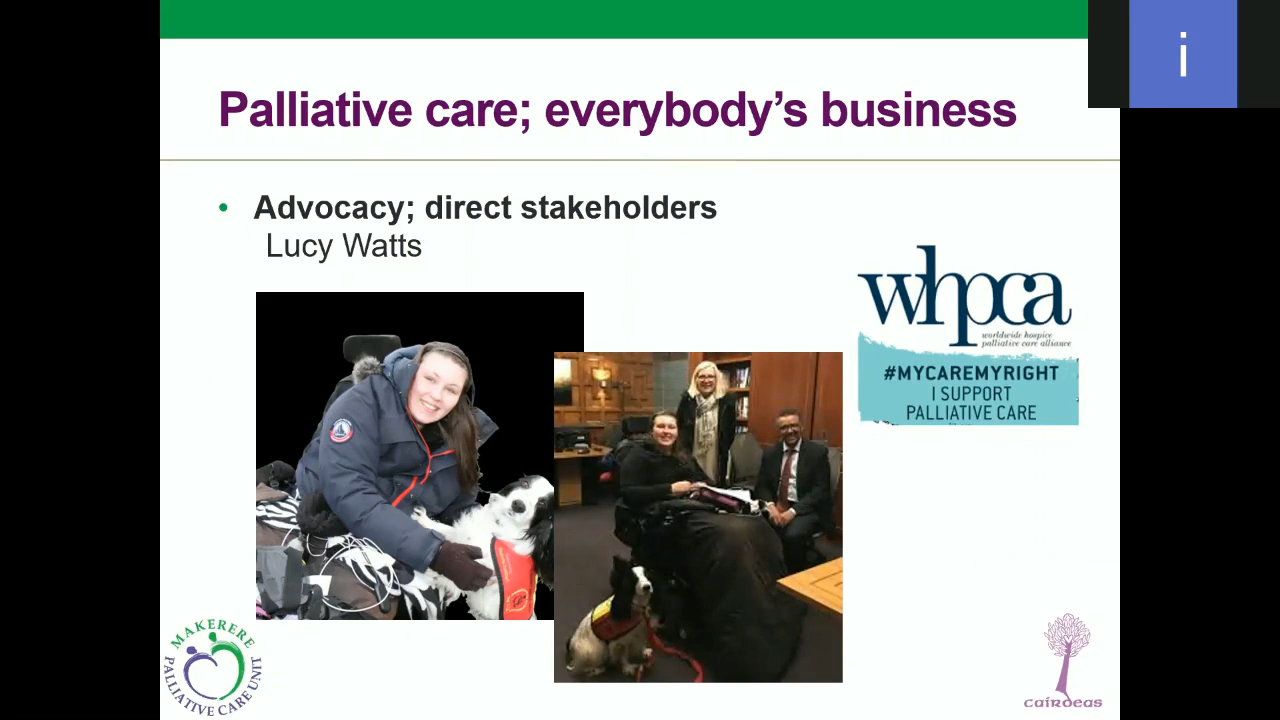 i
Palliative care; everybody’s business
• Advocacy; direct stakeholders
Lucy Watts
whpca
worldwide hospice
palliative care alliance
#MYCAREMYRIGHT
I SUPPORT
PALLIATIVE CARE
MAKERERE
PALLIATIVE CARE UNIT
cairdeas